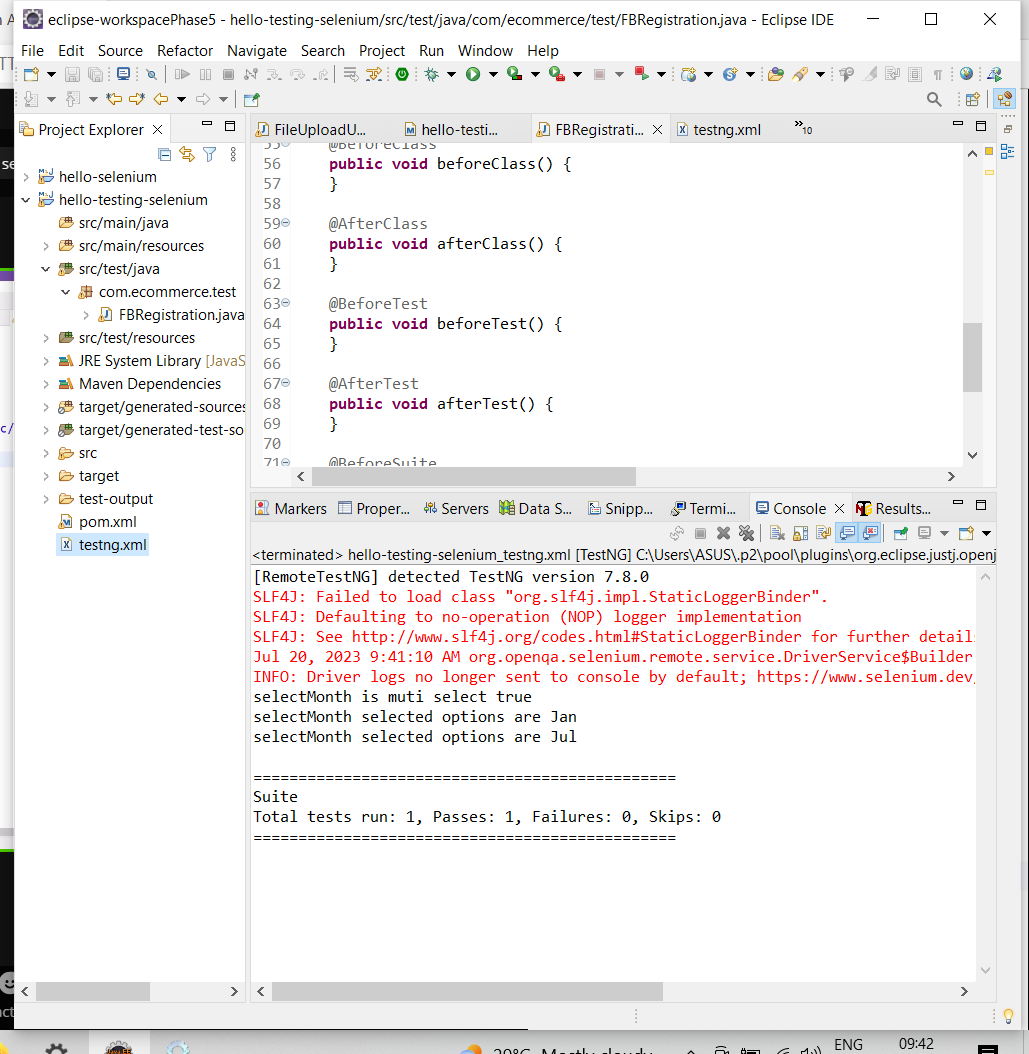 eclipse-workspacePhase5 - hello-testing-selenium/src/test/java/com/ecommerce/test/FBRegistration.java - Eclipse IDE
File Edit Source Refactor Navigate Search Project Run Window Help
Project Explorer
FileUploadU... hello-testi... FBRegistrati... testng.xml »10
hello-selenium
hello-testing-selenium
src/main/java
src/main/resources
src/test/java
com.ecommerce.test
FBRegistration.java
src/test/resources
JRE System Library [JavaS
Maven Dependencies
target/generated-sources
target/generated-test-so
src
target
test-output
pom.xml
testng.xml
55 @BeforeClass
56 public void beforeClass() {
57 }
58
59 @AfterClass
60 public void afterClass() {
61 }
62
63 @BeforeTest
64 public void beforeTest() {
65 }
66
67 @AfterTest
68 public void afterTest() {
69 }
70
71 @BeforeSuite
Markers Proper... Servers Data S... Snipp... Termi... Console Results...
<terminated> hello-testing-selenium_testng.xml [TestNG] C:\Users\ASUS\.p2\pool\plugins\org.eclipse.justj.openj
[RemoteTestNG] detected TestNG version 7.8.0
SLF4J: Failed to load class "org.slf4j.impl.StaticLoggerBinder".
SLF4J: Defaulting to no-operation (NOP) logger implementation
SLF4J: See http://www.slf4j.org/codes.html#StaticLoggerBinder for further detail
Jul 20, 2023 9:41:10 AM org.openqa.selenium.remote.service.DriverService$Builder
INFO: Driver logs no longer sent to console by default; https://www.selenium.dev/
selectMonth is muti select true
selectMonth selected options are Jan
selectMonth selected options are Jul
===============================================
Suite
Total tests run: 1, Passes: 1, Failures: 0, Skips: 0
===============================================
29°C Mostly cloudy ENG 09:42